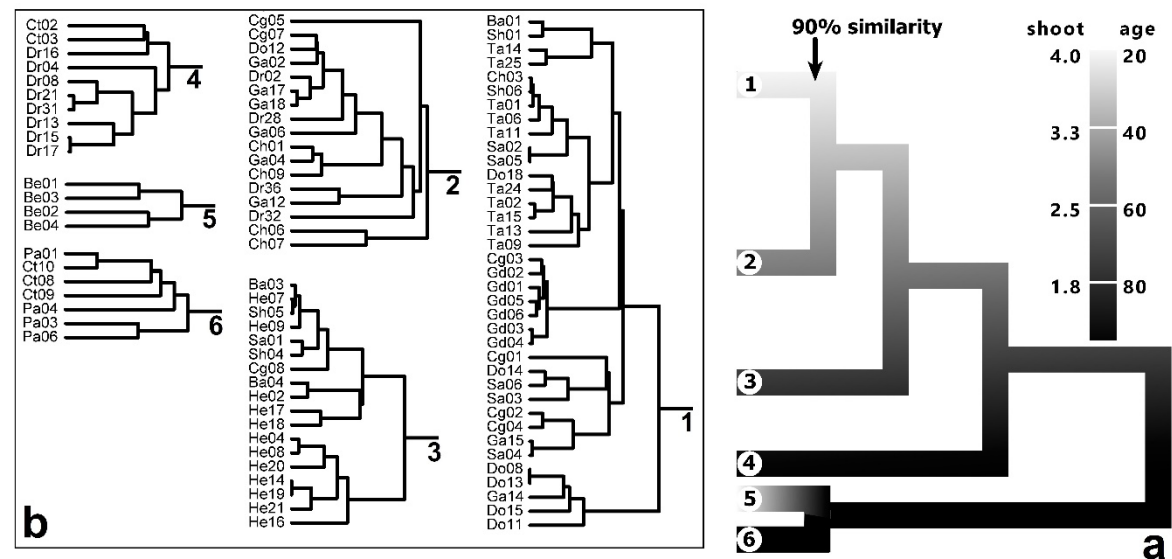 Ct02
Ct03
Dr16
Dr04
Dr08
Dr21
Dr31
Dr13
Dr15
Dr17
4
Be01
Be03
Be02
Be04
5
Pa01
Ct10
Ct08
Ct09
Pa04
Pa03
Pa06
6
b
Cg05
Cg07
Do12
Ga02
Dr02
Ga17
Ga18
Dr28
Ga06
Ch01
Ga04
Ch09
Dr36
Ga12
Dr32
Ch06
Ch07
2
Ba03
He07
Sh05
He09
Sa01
Sh04
Cg08
Ba04
He02
He17
He18
He04
He08
He20
He14
He19
He21
He16
3
Ba01
Sh01
Ta14
Ta25
Ch03
Sh06
Ta01
Ta06
Ta11
Sa02
Sa05
Do18
Ta24
Ta02
Ta15
Ta13
Ta09
Cg03
Gd02
Gd01
Gd05
Gd06
Gd03
Gd04
Cg01
Do14
Sa06
Sa03
Cg02
Cg04
Ga15
Sa04
Do08
Do13
Ga14
Do15
Do11
1
90% similarity
shoot age
4.0 20
3.3 40
2.5 60
1.8 80
1
2
3
4
5
6
a